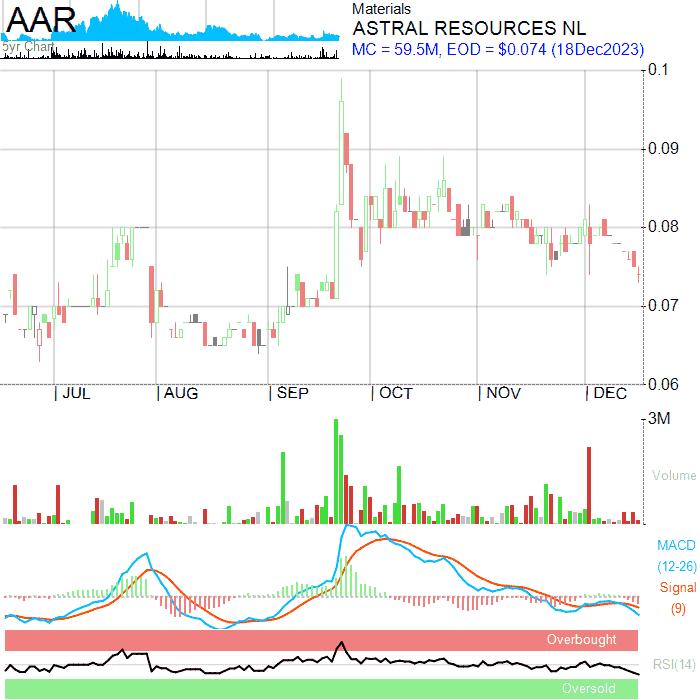 AAR
5yr Chart
Materials
ASTRAL RESOURCES NL
MC = 59.5M, EOD = $0.074 (18Dec2023)
0.1
0.09
0.08
0.07
0.06
JUL
AUG
SEP
OCT
NOV
DEC
3M
Volume
MACD
(12-26)
Signal
(9)
Overbought
RSI(14)
Oversold